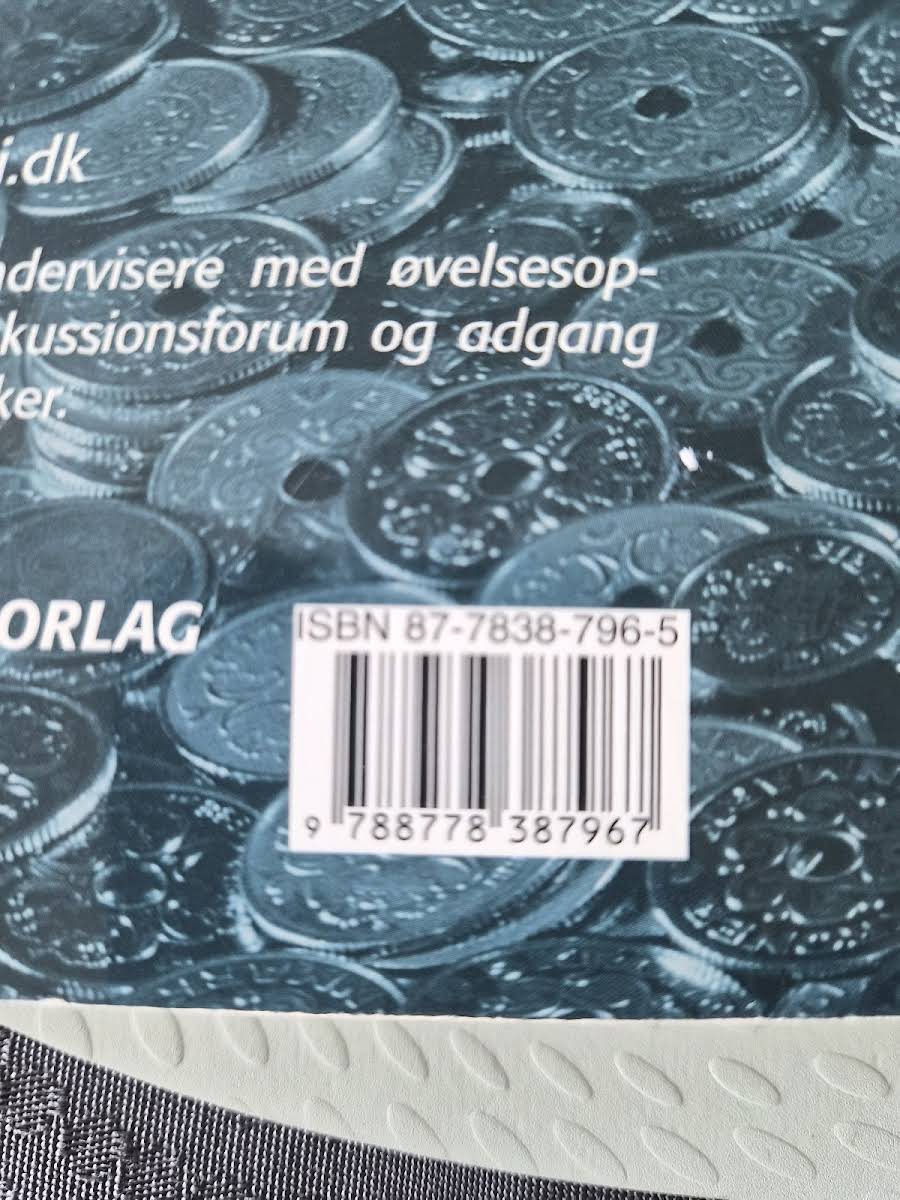 i.dk
ndervisere med øvelsesop-
kussionsforum og adgang
ker.
ORLAG
ISBN 87-7838-796-5
9 788778 387967